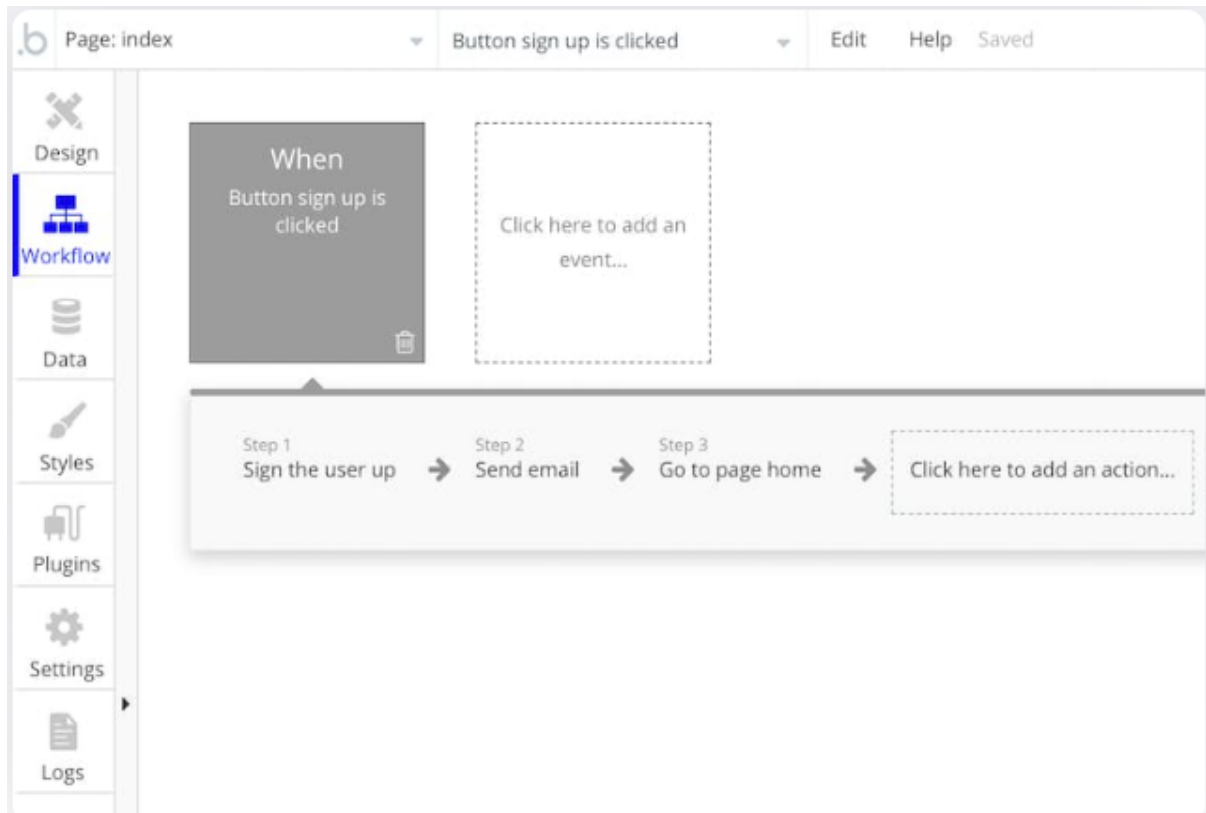 .b
Page: index
Button sign up is clicked
Edit
Help
Saved
Design
Workflow
Data
Styles
Plugins
Settings
Logs
When
Button sign up is
clicked
Click here to add an
event...
Step 1
Sign the user up
Step 2
Send email
Step 3
Go to page home
Click here to add an action...